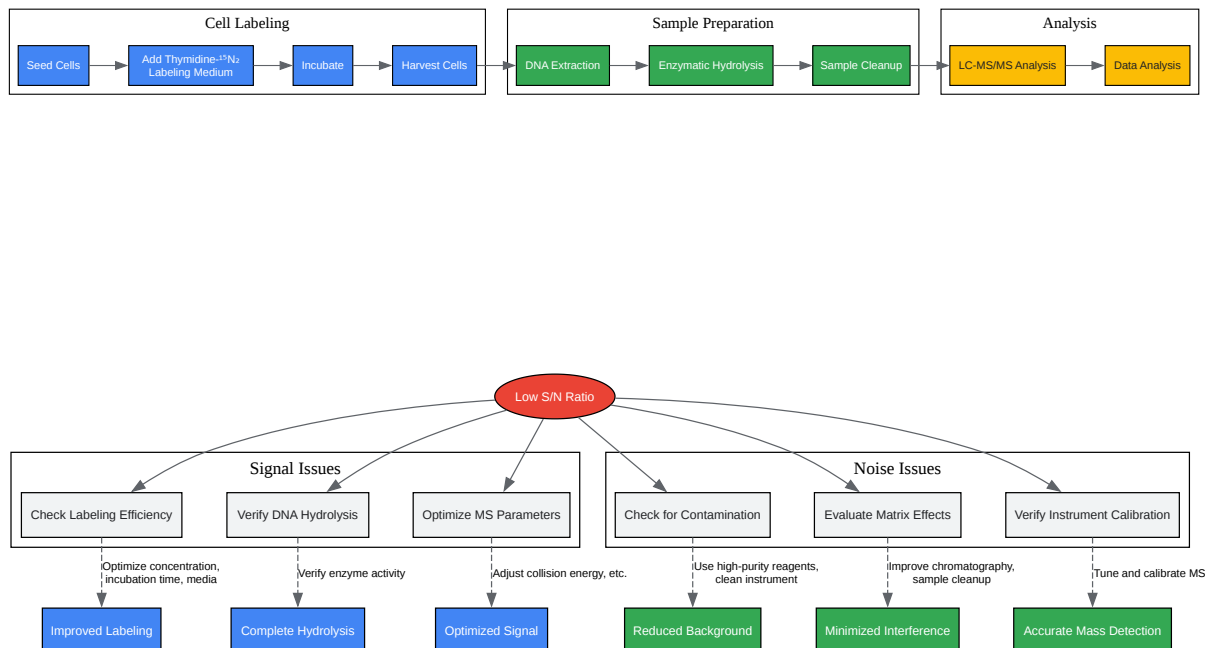 Cell Labeling
Sample Preparation
Analysis
Seed Cells
Add Thymidine-¹⁵N₂
Labeling Medium
Incubate
Harvest Cells
DNA Extraction
Enzymatic Hydrolysis
Sample Cleanup
LC-MS/MS Analysis
Data Analysis
Low S/N Ratio
Signal Issues
Noise Issues
Check Labeling Efficiency
Verify DNA Hydrolysis
Optimize MS Parameters
Check for Contamination
Evaluate Matrix Effects
Verify Instrument Calibration
Optimize concentration,
incubation time, media
Verify enzyme activity
Adjust collision energy, etc.
Use high-purity reagents,
clean instrument
Improve chromatography,
sample cleanup
Tune and calibrate MS
Improved Labeling
Complete Hydrolysis
Optimized Signal
Reduced Background
Minimized Interference
Accurate Mass Detection